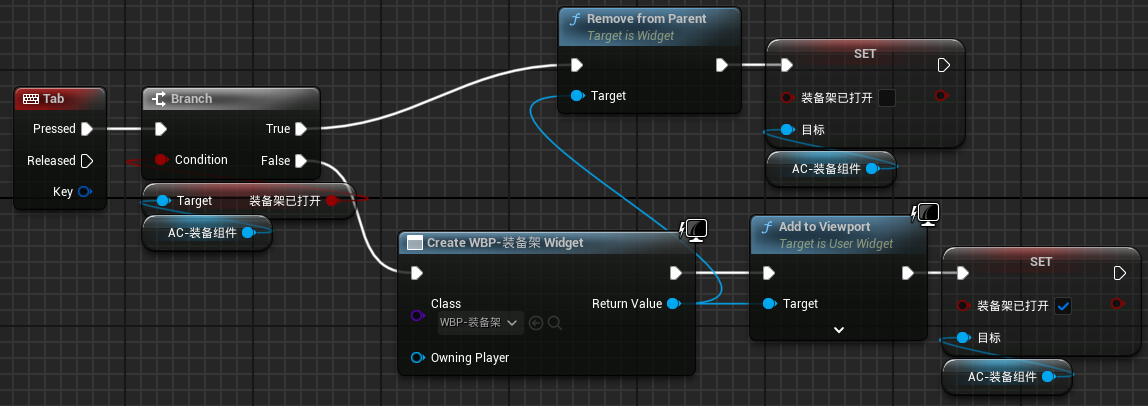 Tab
Pressed
Released
Key
Branch
True
Condition
False
Target
装备架已打开
AC-装备组件
Remove from Parent
Target is Widget
Target
SET
装备架已打开
目标
AC-装备组件
Create WBP-装备架 Widget
Class
Return Value
WBP-装备架
Owning Player
Add to Viewport
Target is User Widget
Target
SET
装备架已打开
目标
AC-装备组件